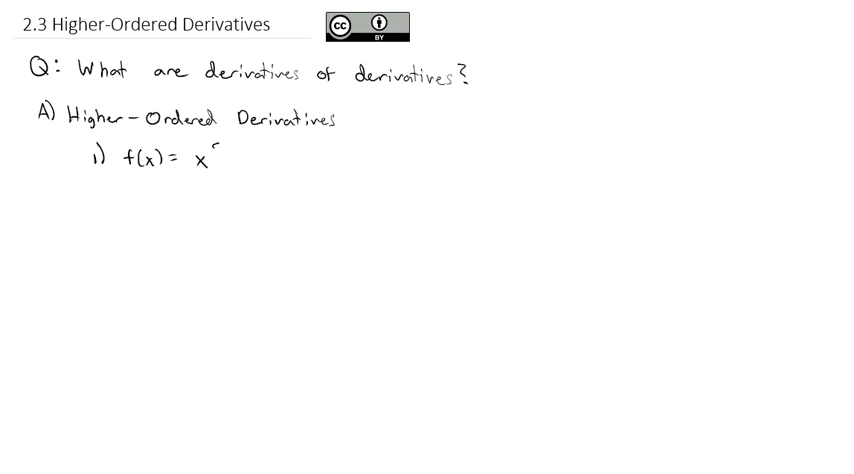 2.3 Higher-Ordered Derivatives
cc BY
Q: What are derivatives of derivatives?
A) Higher-Ordered Derivatives
1) f(x) = x